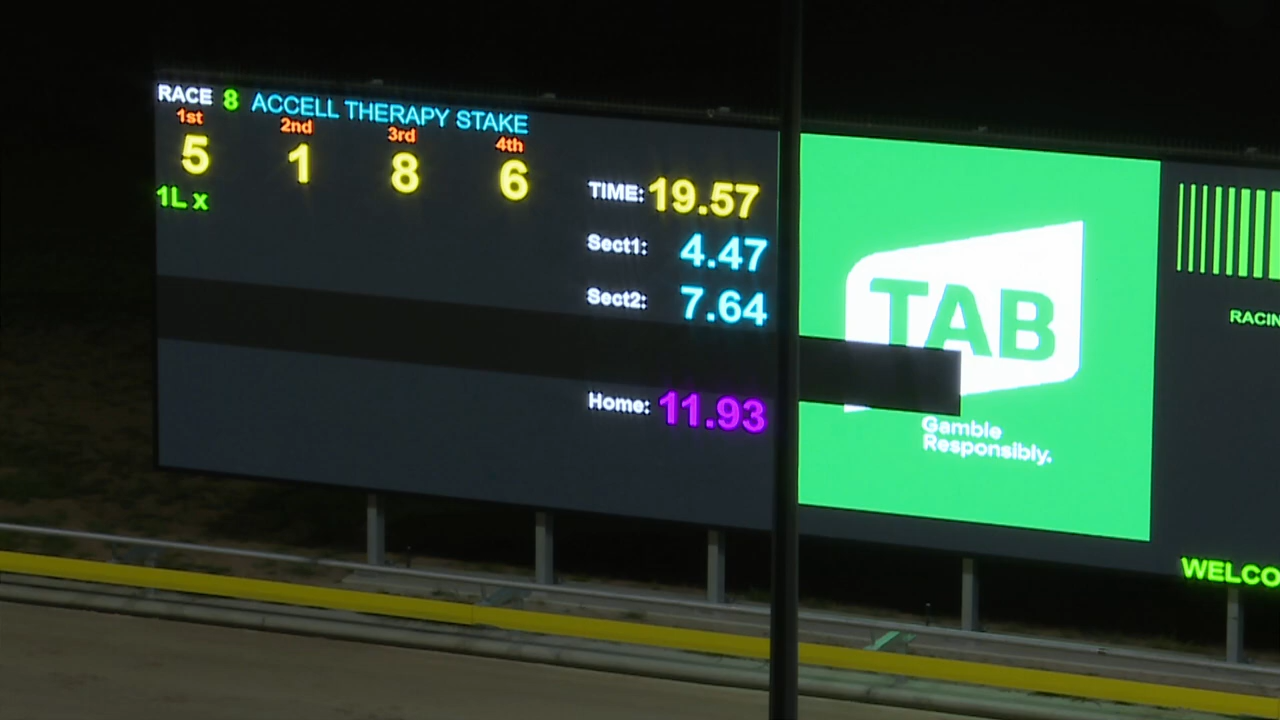 RACE 8 ACCELL THERAPY STAKE
1st 2nd 3rd 4th
5 1 8 6
1L x
TIME: 19.57
Sect1: 4.47
Sect2: 7.64
Home: 11.93
TAB
Gamble
Responsibly.
RACIN
WELCO